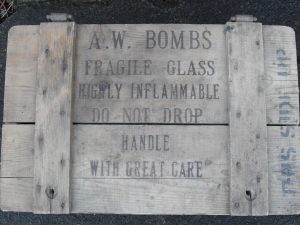 A.W. BOMBS
FRAGILE GLASS
HIGHLY INFLAMMABLE
DO NOT DROP
HANDLE
WITH GREAT CARE